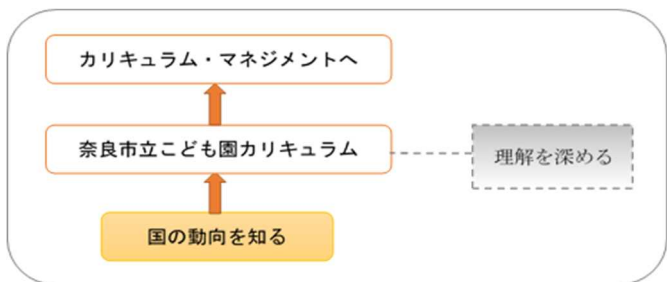 カリキュラム・マネジメントへ
奈良市立こども園カリキュラム
理解を深める
国の動向を知る